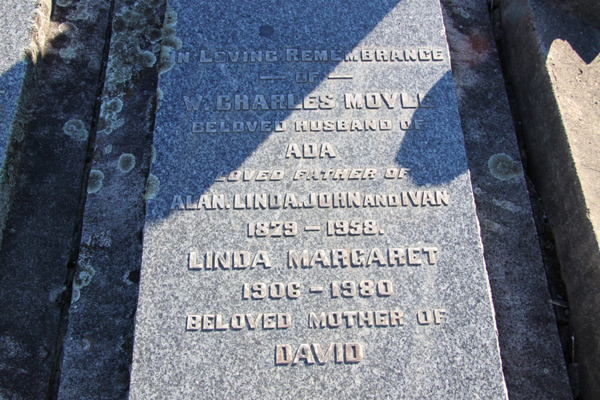 In Loving Remembrance
— OF —
W. CHARLES MOYLE
BELOVED HUSBAND OF
ADA
LOVED FATHER OF
ALAN. LINDA. JOHN AND IVAN
1879 – 1958.
LINDA MARGARET
1906 – 1980
BELOVED MOTHER OF
DAVID